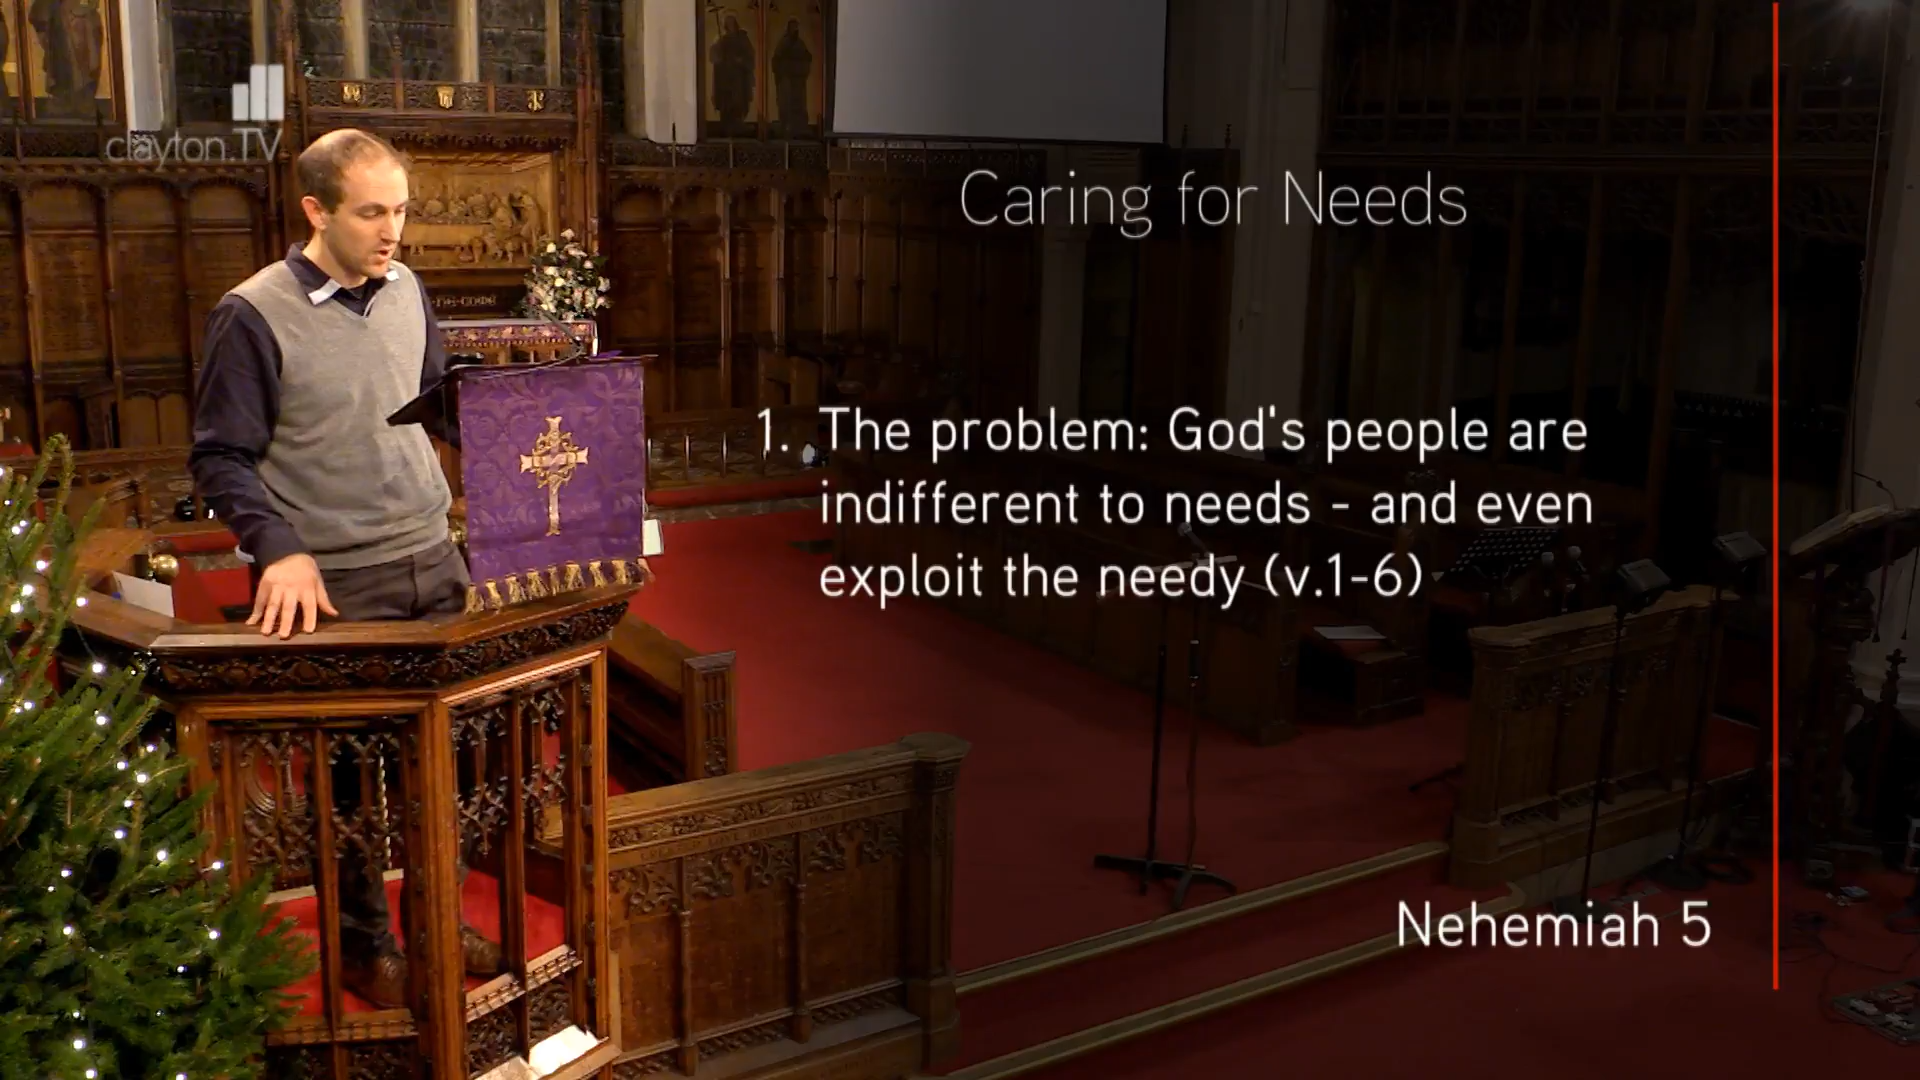 clayton.TV
Caring for Needs
1. The problem: God's people are
indifferent to needs - and even
exploit the needy (v.1-6)
Nehemiah 5